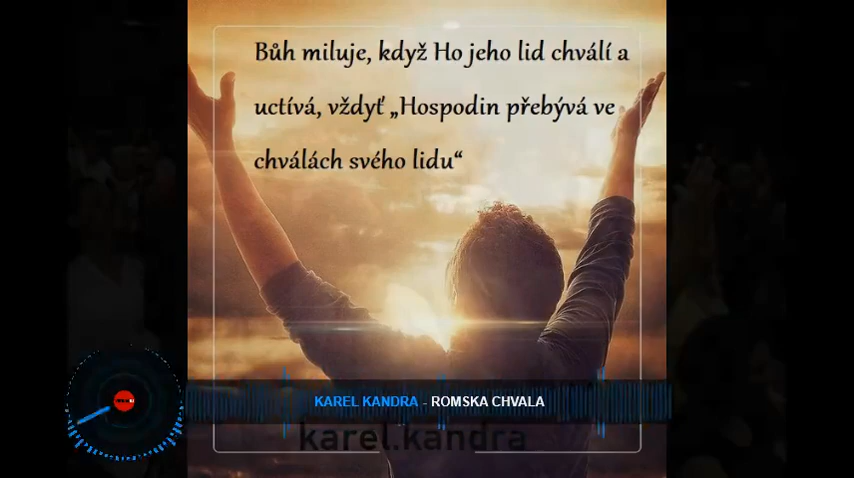 Bůh miluje, když Ho jeho lid chválí a
uctívá, vždyť „Hospodin přebývá ve
chválách svého lidu“
KAREL KANDRA - ROMSKA CHVALA
karel.kandra